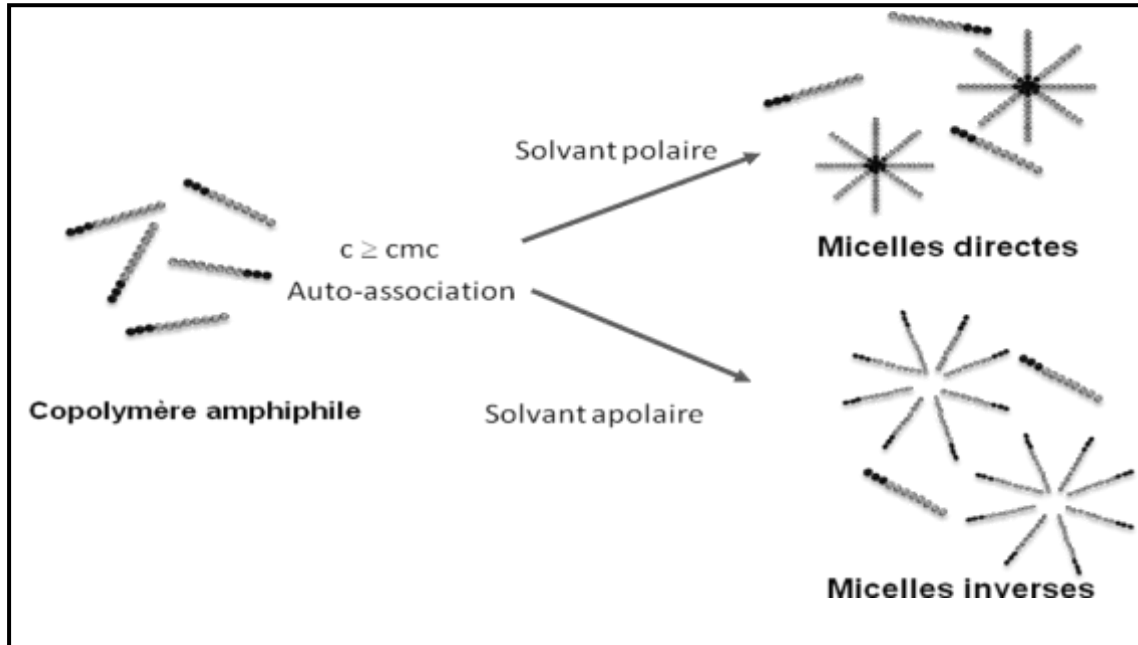 Solvant polaire
Micelles directes
c ≥ cmc
Auto-association
Copolymère amphiphile
Solvant apolaire
Micelles inverses